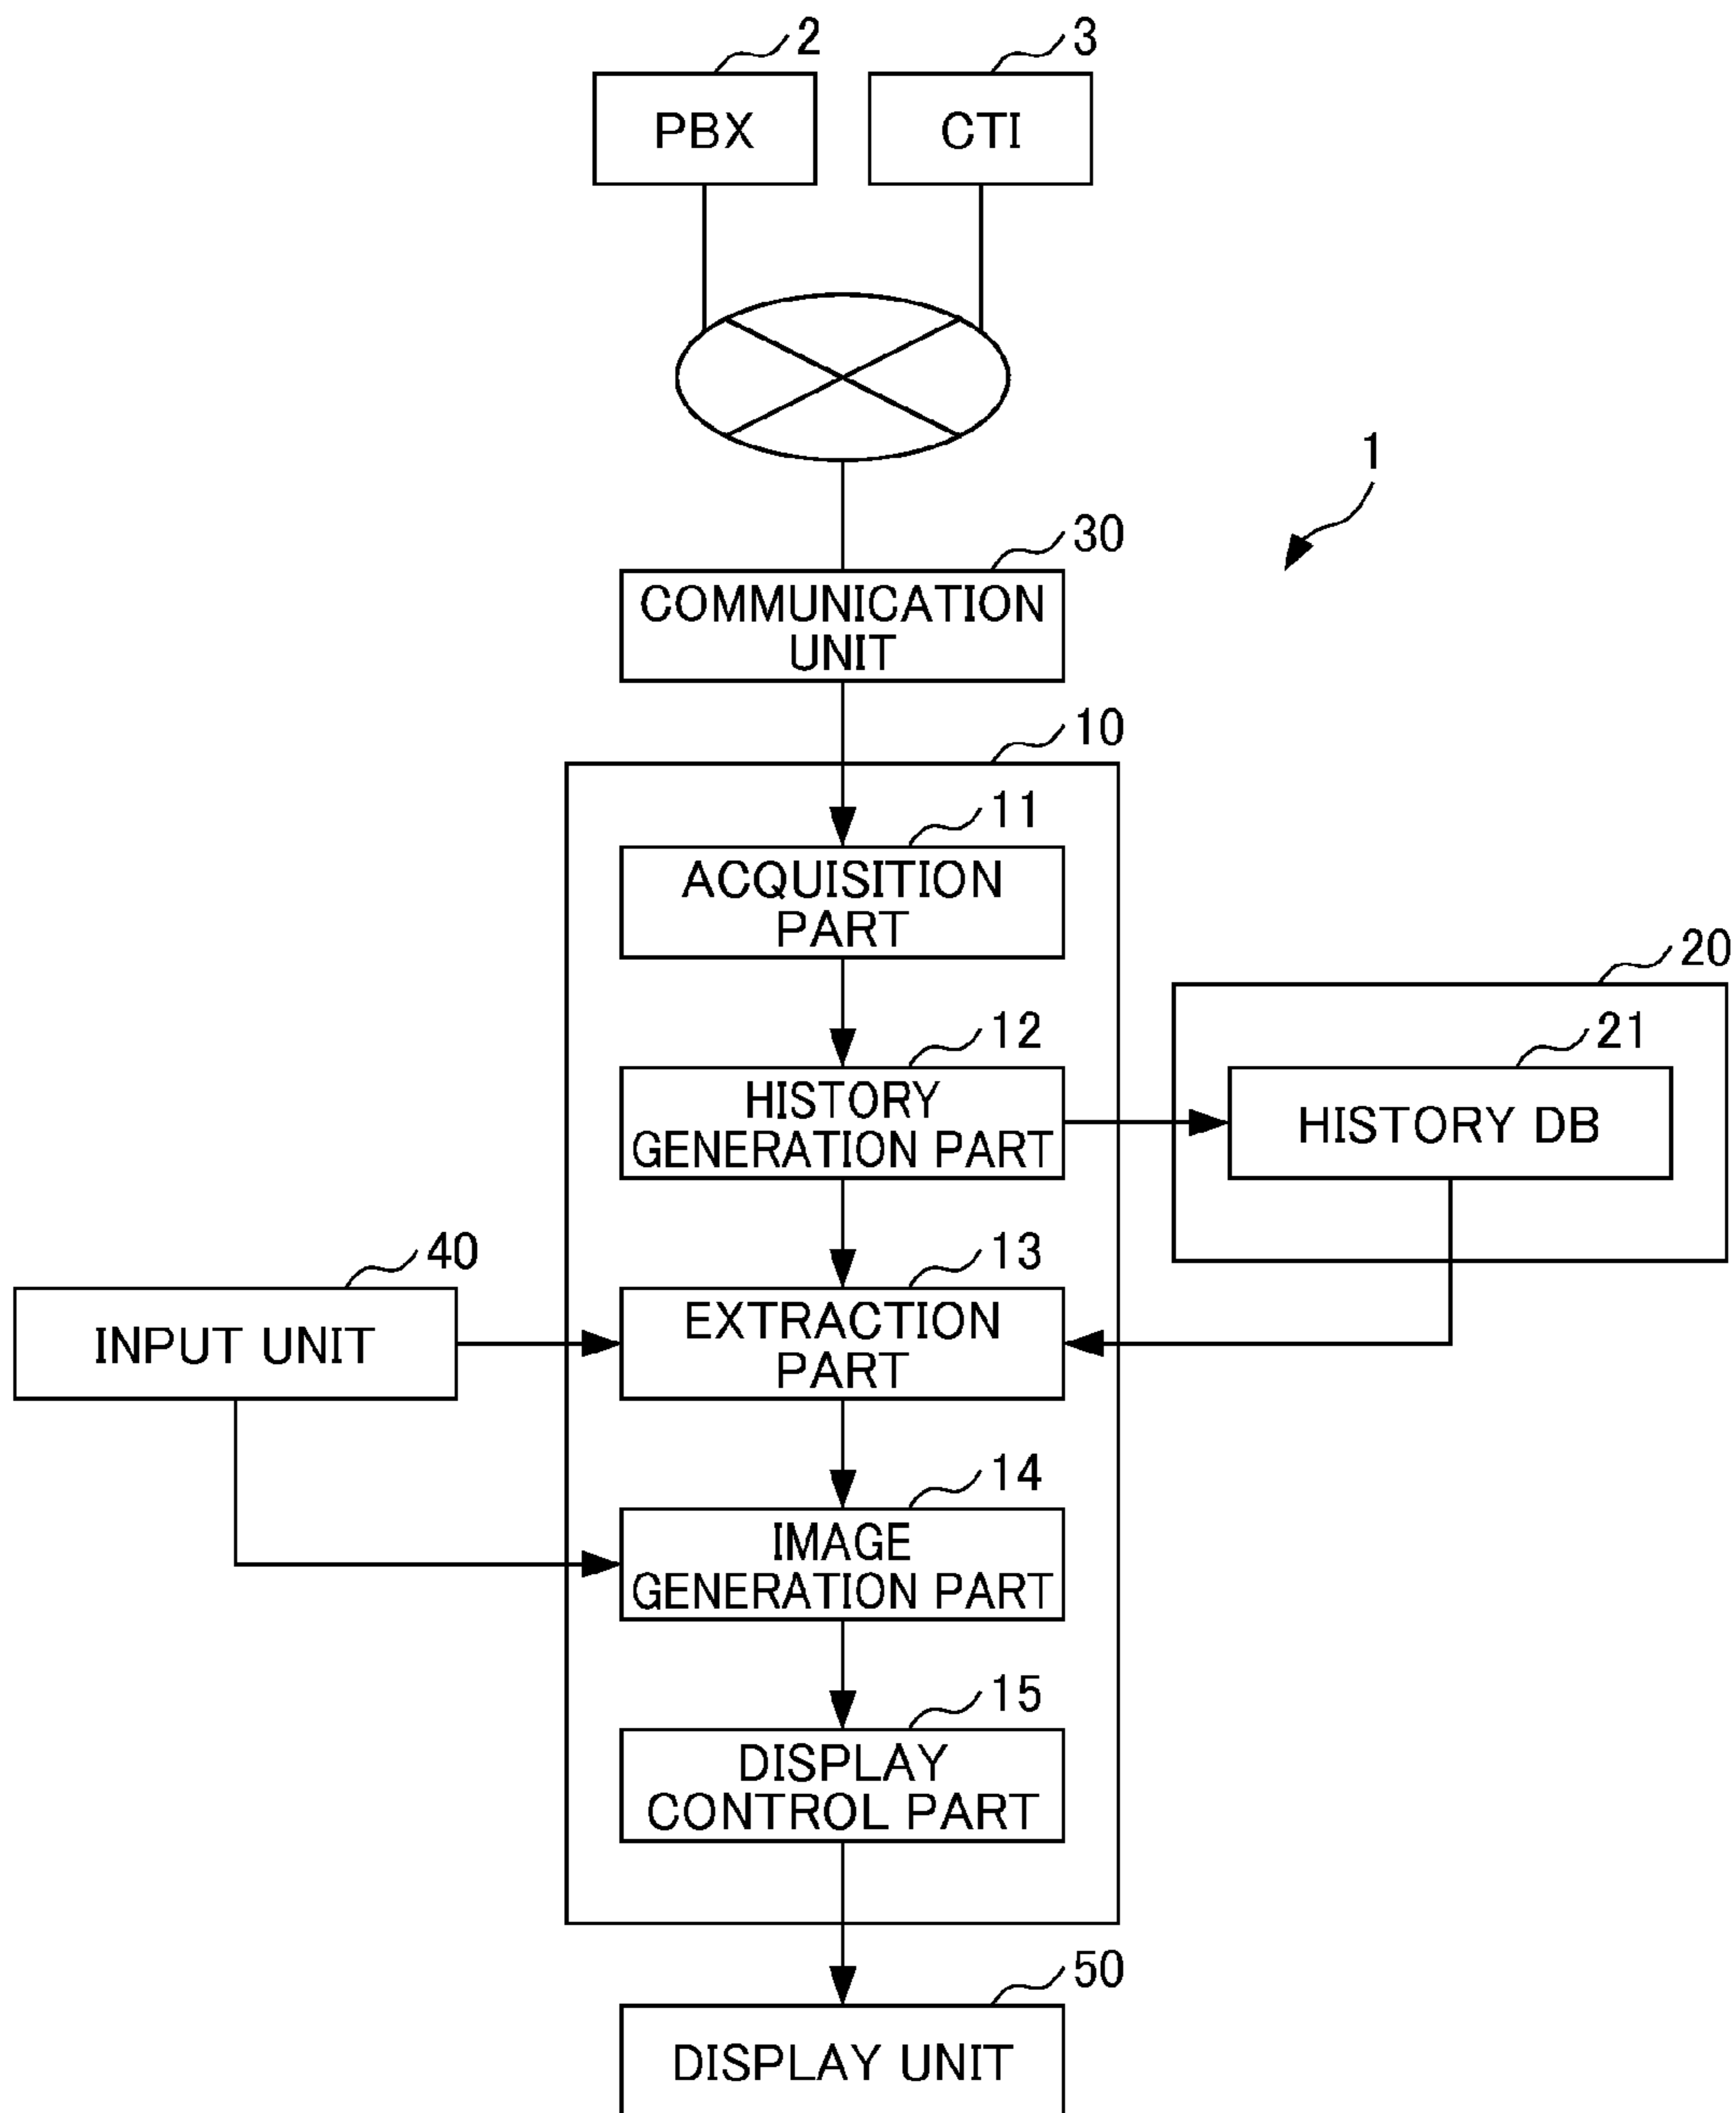 2
3
PBX
CTI
1
30
COMMUNICATION
UNIT
10
11
ACQUISITION
PART
20
12
21
HISTORY
GENERATION PART
HISTORY DB
40
13
INPUT UNIT
EXTRACTION
PART
14
IMAGE
GENERATION PART
15
DISPLAY
CONTROL PART
50
DISPLAY UNIT